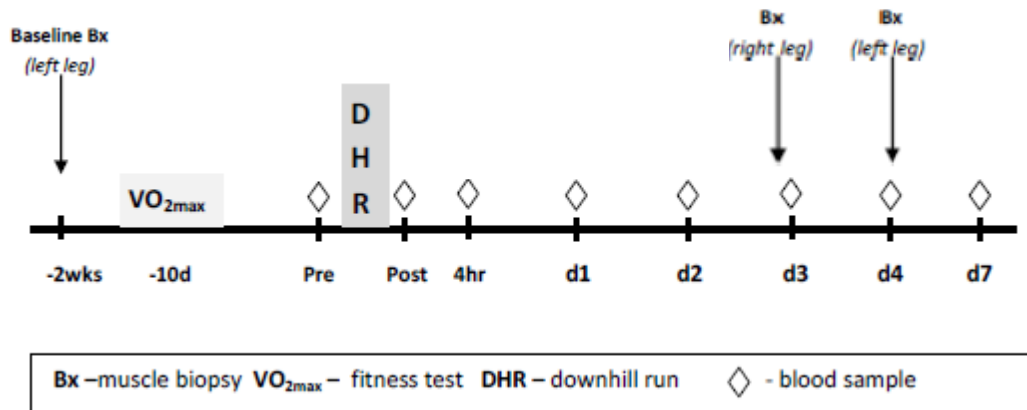 Baseline Bx
(left leg)
Bx
(right leg)
Bx
(left leg)
D
H
R
VO2max
-2wks -10d Pre Post 4hr d1 d2 d3 d4 d7
Bx –muscle biopsy VO2max – fitness test DHR – downhill run ◇ - blood sample